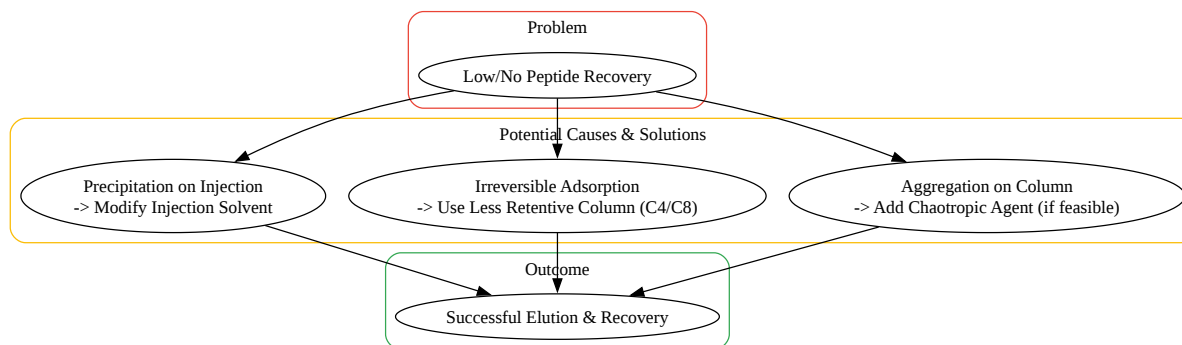 Problem
Low/No Peptide Recovery
Potential Causes & Solutions
Precipitation on Injection
-> Modify Injection Solvent
Irreversible Adsorption
-> Use Less Retentive Column (C4/C8)
Aggregation on Column
-> Add Chaotropic Agent (if feasible)
Outcome
Successful Elution & Recovery